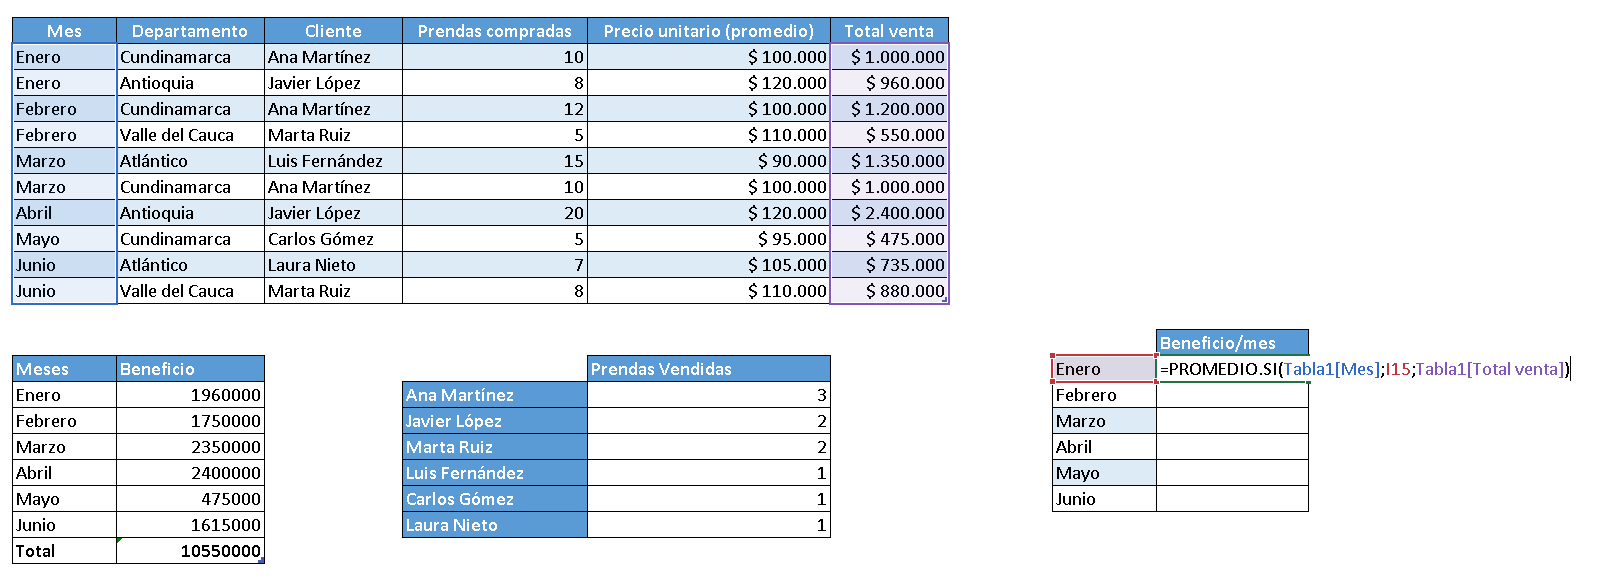 Mes Departamento Cliente Prendas compradas Precio unitario (promedio) Total venta
Enero Cundinamarca Ana Martínez 10 $ 100.000 $ 1.000.000
Enero Antioquia Javier López 8 $ 120.000 $ 960.000
Febrero Cundinamarca Ana Martínez 12 $ 100.000 $ 1.200.000
Febrero Valle del Cauca Marta Ruiz 5 $ 110.000 $ 550.000
Marzo Atlántico Luis Fernández 15 $ 90.000 $ 1.350.000
Marzo Cundinamarca Ana Martínez 10 $ 100.000 $ 1.000.000
Abril Antioquia Javier López 20 $ 120.000 $ 2.400.000
Mayo Cundinamarca Carlos Gómez 5 $ 95.000 $ 475.000
Junio Atlántico Laura Nieto 7 $ 105.000 $ 735.000
Junio Valle del Cauca Marta Ruiz 8 $ 110.000 $ 880.000
Meses Beneficio
Enero 1960000
Febrero 1750000
Marzo 2350000
Abril 2400000
Mayo 475000
Junio 1615000
Total 10550000
Prendas Vendidas
Ana Martínez 3
Javier López 2
Marta Ruiz 2
Luis Fernández 1
Carlos Gómez 1
Laura Nieto 1
Beneficio/mes
Enero =PROMEDIO.SI(Tabla1[Mes];I15;Tabla1[Total venta])
Febrero
Marzo
Abril
Mayo
Junio